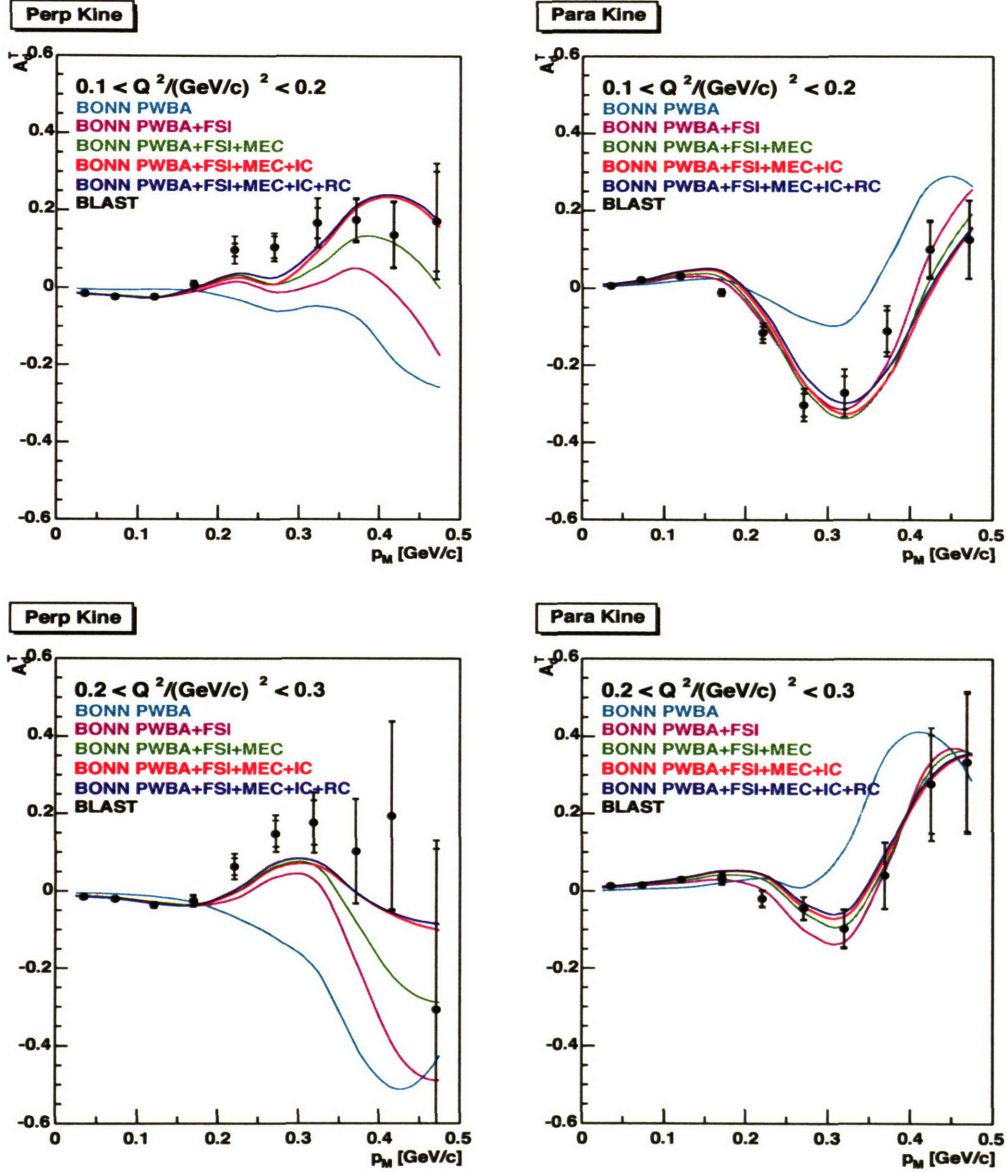 Perp Kine
A_d^T
0.1 < Q ²/(GeV/c) ² < 0.2
BONN PWBA
BONN PWBA+FSI
BONN PWBA+FSI+MEC
BONN PWBA+FSI+MEC+IC
BONN PWBA+FSI+MEC+IC+RC
BLAST
0.6
0.4
0.2
0
-0.2
-0.4
-0.6
0 0.1 0.2 0.3 0.4 0.5
p_M [GeV/c]
Para Kine
A_d^T
0.1 < Q ²/(GeV/c) ² < 0.2
BONN PWBA
BONN PWBA+FSI
BONN PWBA+FSI+MEC
BONN PWBA+FSI+MEC+IC
BONN PWBA+FSI+MEC+IC+RC
BLAST
0.6
0.4
0.2
0
-0.2
-0.4
-0.6
0 0.1 0.2 0.3 0.4 0.5
p_M [GeV/c]
Perp Kine
A_d^T
0.2 < Q ²/(GeV/c) ² < 0.3
BONN PWBA
BONN PWBA+FSI
BONN PWBA+FSI+MEC
BONN PWBA+FSI+MEC+IC
BONN PWBA+FSI+MEC+IC+RC
BLAST
0.6
0.4
0.2
0
-0.2
-0.4
-0.6
0 0.1 0.2 0.3 0.4 0.5
p_M [GeV/c]
Para Kine
A_d^T
0.2 < Q ²/(GeV/c) ² < 0.3
BONN PWBA
BONN PWBA+FSI
BONN PWBA+FSI+MEC
BONN PWBA+FSI+MEC+IC
BONN PWBA+FSI+MEC+IC+RC
BLAST
0.6
0.4
0.2
0
-0.2
-0.4
-0.6
0 0.1 0.2 0.3 0.4 0.5
p_M [GeV/c]